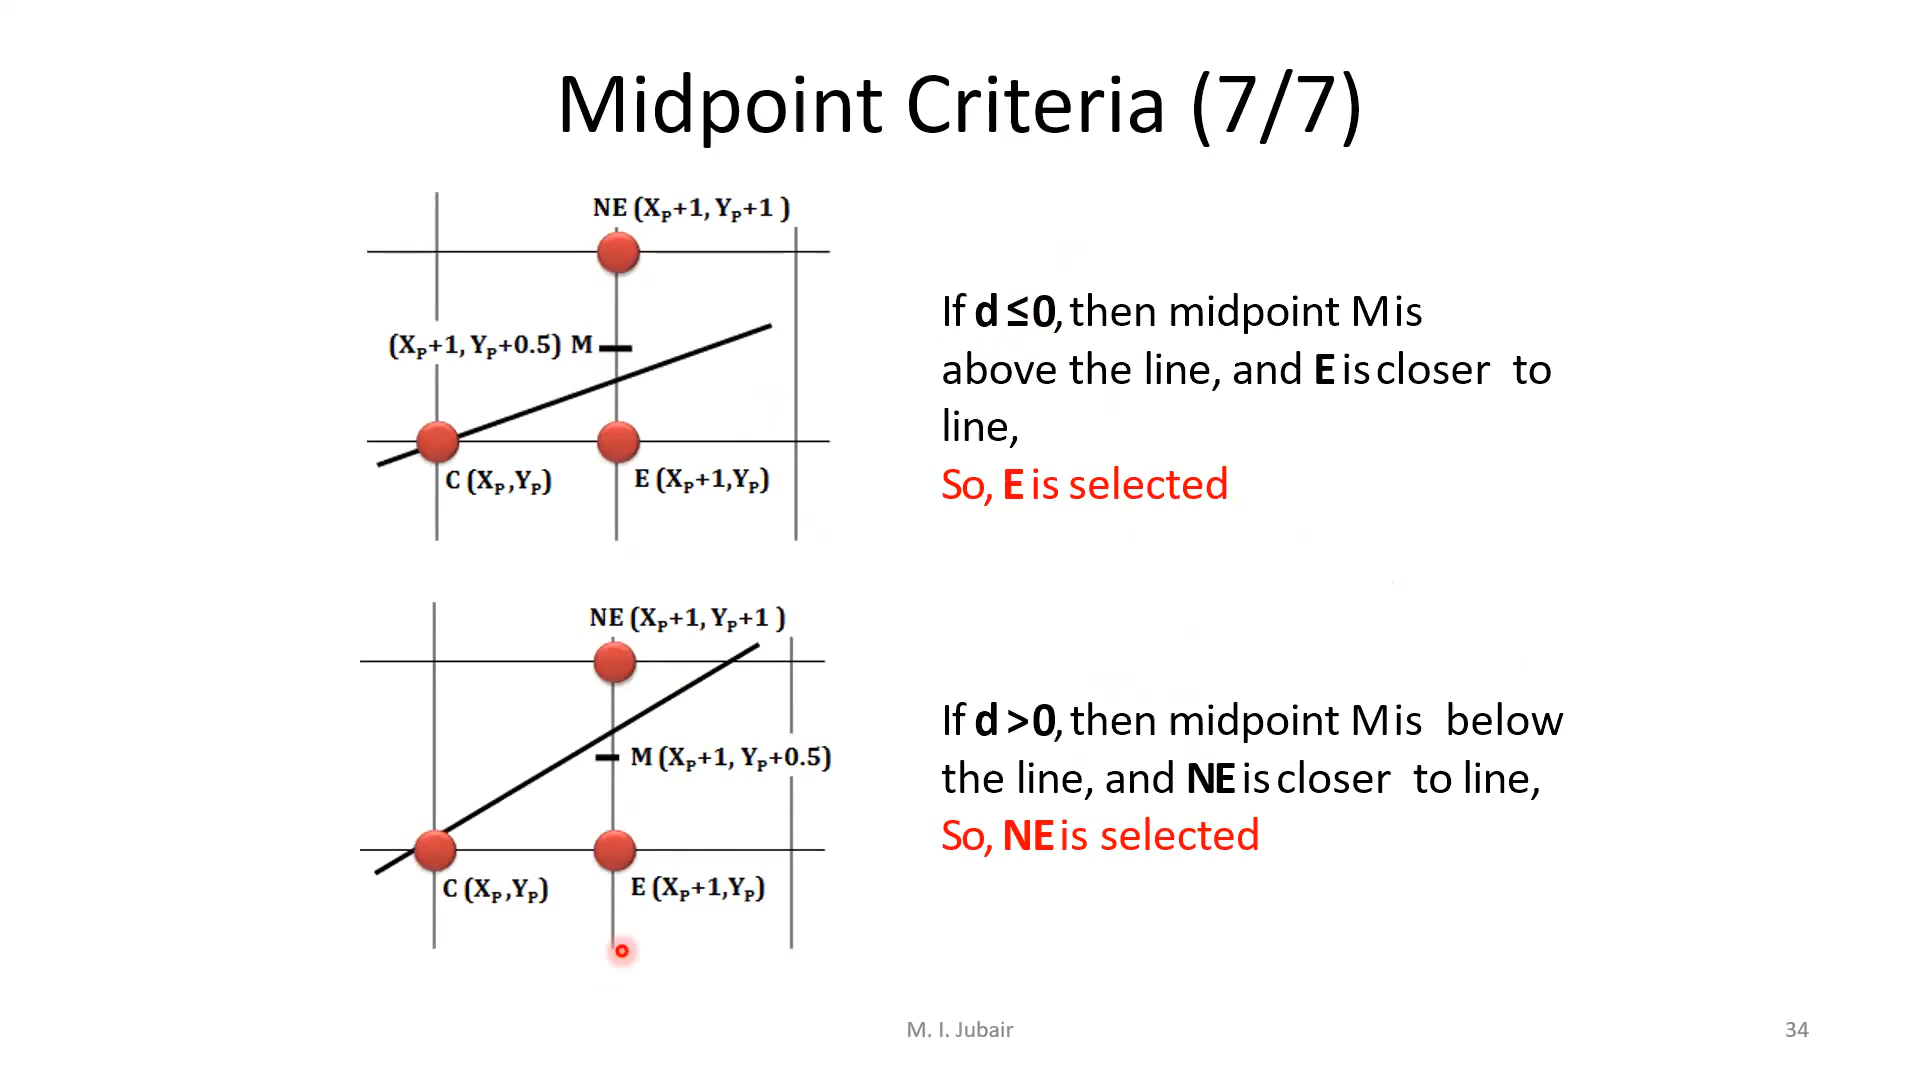 Midpoint Criteria (7/7)
NE (Xₚ+1, Yₚ+1 )
(Xₚ+1, Yₚ+0.5) M
C (Xₚ,Yₚ)
E (Xₚ+1,Yₚ)
If d ≤0, then midpoint M is
above the line, and E is closer to
line,
So, E is selected
NE (Xₚ+1, Yₚ+1 )
M (Xₚ+1, Yₚ+0.5)
C (Xₚ,Yₚ)
E (Xₚ+1,Yₚ)
If d >0, then midpoint M is below
the line, and NE is closer to line,
So, NE is selected
M. I. Jubair
34